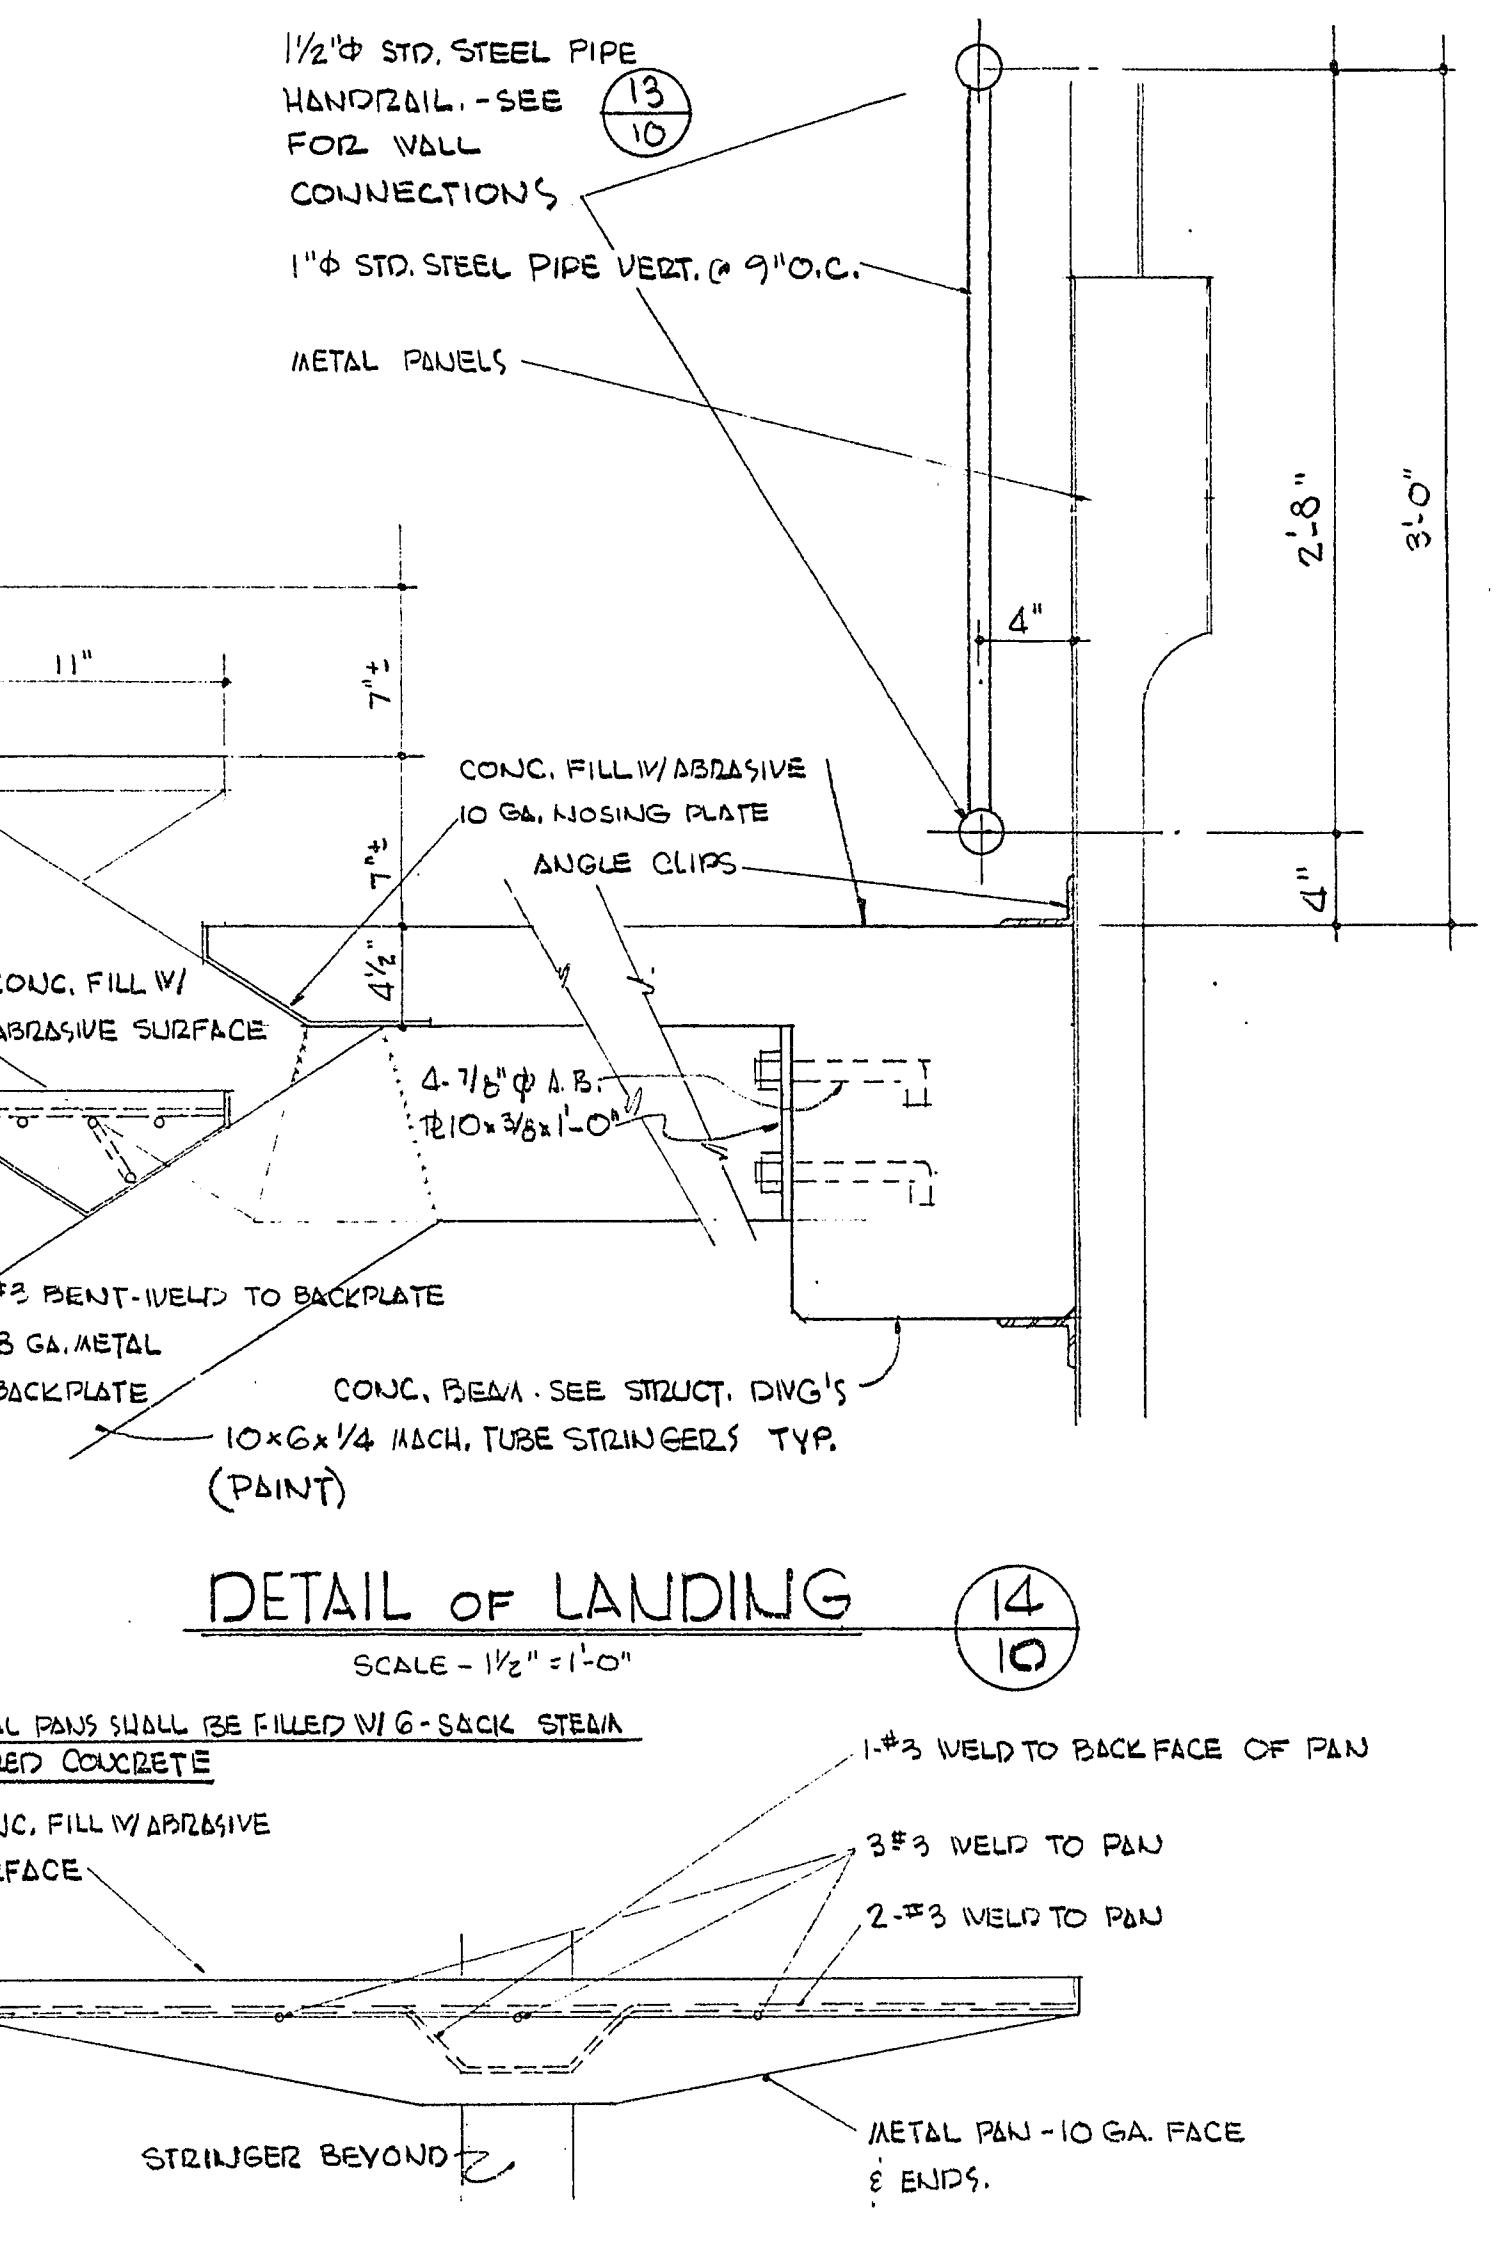 1½"Φ STD. STEEL PIPE
HANDRAIL. - SEE 13/10
FOR WALL
CONNECTIONS
1"Φ STD. STEEL PIPE VERT. @ 9" O.C.
METAL PANELS
2'-8"
3'-0"
4"
11"
7"±
7"±
4"
4½"
CONC. FILL W/ ABRASIVE
10 GA. NOSING PLATE
ANGLE CLIPS
CONC. FILL W/
ABRASIVE SURFACE
4-7/8"Φ A.B.
PL 10 x 3/8 x 1'-0"
#3 BENT-WELD TO BACKPLATE
8 GA. METAL
BACKPLATE
CONC. BEAM. SEE STRUCT. DWG'S
10 x 6 x 1/4 MACH. TUBE STRINGERS TYP.
(PAINT)
DETAIL OF LANDING
14
10
SCALE - 1½" = 1'-0"
AL PANS SHALL BE FILLED W/ 6-SACK STEAM
RED CONCRETE
1-#3 WELD TO BACK FACE OF PAN
NC. FILL W/ ABRASIVE
RFACE
3 #3 WELD TO PAN
2-#3 WELD TO PAN
STRINGER BEYOND
METAL PAN - 10 GA. FACE
& ENDS.